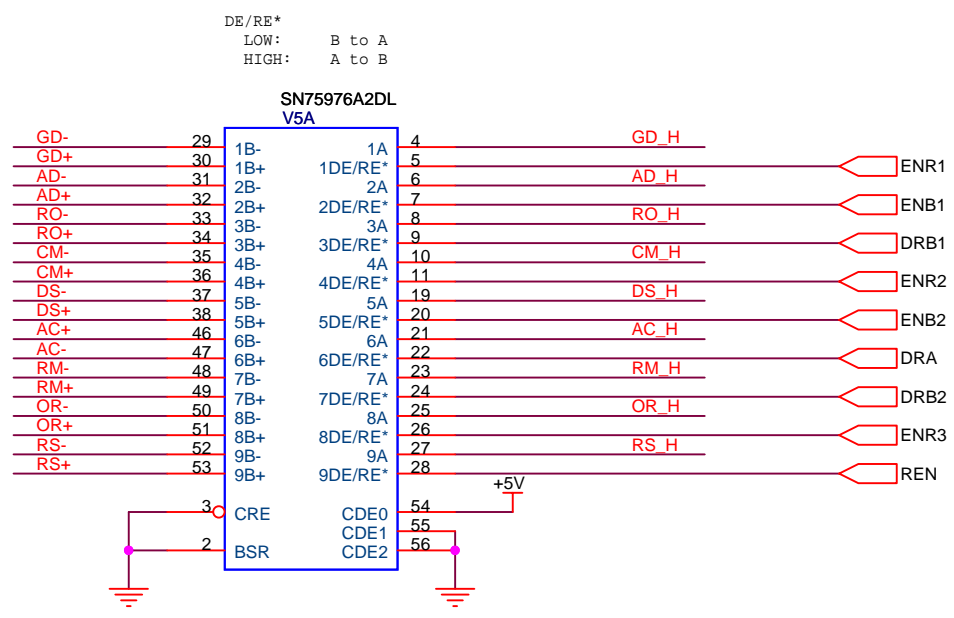 DE/RE*
LOW: B to A
HIGH: A to B
SN75976A2DL
V5A
GD- 29 1B- 1A 4 GD_H
GD+ 30 1B+ 1DE/RE* 5 ENR1
AD- 31 2B- 2A 6 AD_H
AD+ 32 2B+ 2DE/RE* 7 ENB1
RO- 33 3B- 3A 8 RO_H
RO+ 34 3B+ 3DE/RE* 9 DRB1
CM- 35 4B- 4A 10 CM_H
CM+ 36 4B+ 4DE/RE* 11 ENR2
DS- 37 5B- 5A 19 DS_H
DS+ 38 5B+ 5DE/RE* 20 ENB2
AC+ 46 6B- 6A 21 AC_H
AC- 47 6B+ 6DE/RE* 22 DRA
RM- 48 7B- 7A 23 RM_H
RM+ 49 7B+ 7DE/RE* 24 DRB2
OR- 50 8B- 8A 25 OR_H
OR+ 51 8B+ 8DE/RE* 26 ENR3
RS- 52 9B- 9A 27 RS_H
RS+ 53 9B+ 9DE/RE* 28 REN
+5V
3 CRE CDE0 54
CDE1 55
2 BSR CDE2 56